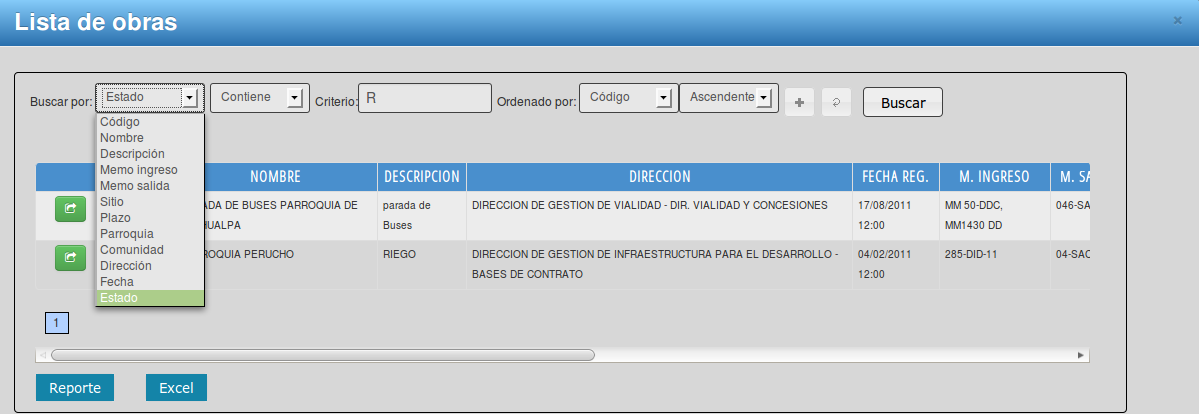 Lista de obras
×
Buscar por: Estado Contiene Criterio: R Ordenado por: Código Ascendente Buscar
Código
Nombre
Descripción
Memo ingreso
Memo salida
Sitio
Plazo
Parroquia
Comunidad
Dirección
Fecha
Estado
NOMBRE DESCRIPCION DIRECCION FECHA REG. M. INGRESO M. SA
ADA DE BUSES PARROQUIA DE parada de DIRECCION DE GESTION DE VIALIDAD - DIR. VIALIDAD Y CONCESIONES 17/08/2011 MM 50-DDC, 046-SA
HUALPA Buses 12:00 MM1430 DD
ROQUIA PERUCHO RIEGO DIRECCION DE GESTION DE INFRAESTRUCTURA PARA EL DESARROLLO - 04/02/2011 285-DID-11 04-SAC
BASES DE CONTRATO 12:00
1
Reporte Excel